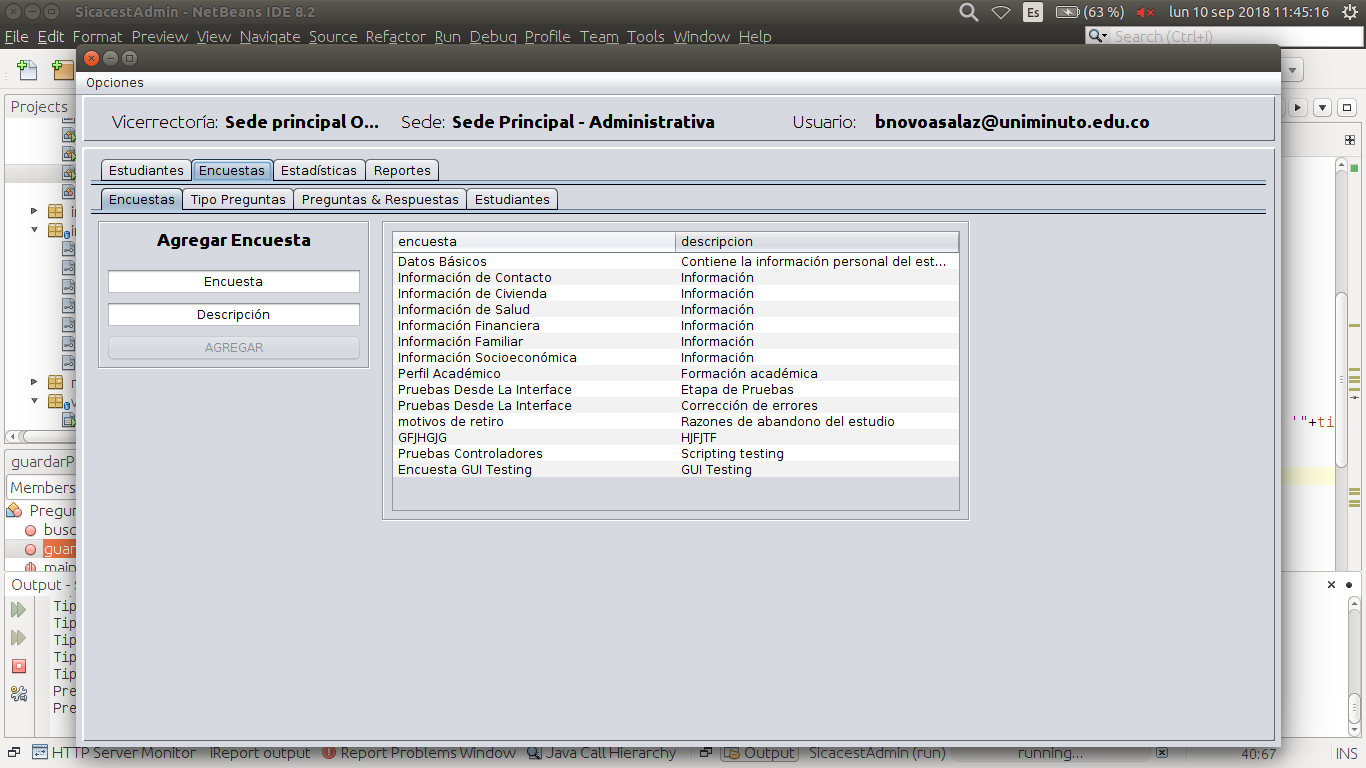 SicacestAdmin - NetBeans IDE 8.2
Es (63 %) lun 10 sep 2018 11:45:16
File Edit Format Preview View Navigate Source Refactor Run Debug Profile Team Tools Window Help
Search (Ctrl+I)
Opciones
Projects
Vicerrectoría: Sede principal O... Sede: Sede Principal - Administrativa Usuario: bnovoasalaz@uniminuto.edu.co
Estudiantes Encuestas Estadísticas Reportes
Encuestas Tipo Preguntas Preguntas & Respuestas Estudiantes
Agregar Encuesta
Encuesta
Descripción
AGREGAR
encuesta descripcion
Datos Básicos Contiene la información personal del est...
Información de Contacto Información
Información de Civienda Información
Información de Salud Información
Información Financiera Información
Información Familiar Información
Información Socioeconómica Información
Perfil Académico Formación académica
Pruebas Desde La Interface Etapa de Pruebas
Pruebas Desde La Interface Corrección de errores
motivos de retiro Razones de abandono del estudio
GFJHGJG HJFJTF
Pruebas Controladores Scripting testing
Encuesta GUI Testing GUI Testing
'"+ti
guardarP
Members
Pregun
busc
guar
main
Output - S
Tip
Tip
Tip
Tip
Tip
Pre
Pre
HTTP Server Monitor iReport output Report Problems Window Java Call Hierarchy Output SicacestAdmin (run) running... 40:67 INS